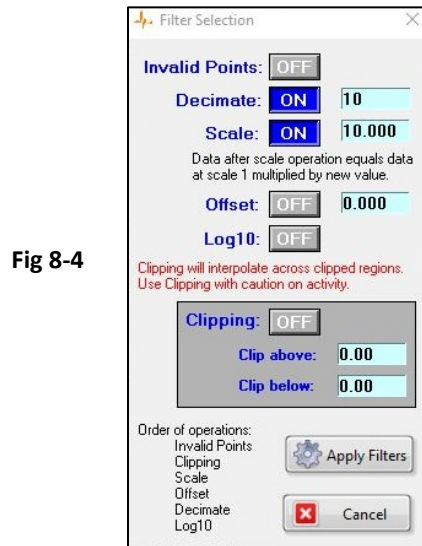 Filter Selection
Invalid Points: OFF
Decimate: ON 10
Scale: ON 10.000
Data after scale operation equals data
at scale 1 multiplied by new value.
Offset: OFF 0.000
Log10: OFF
Fig 8-4
Clipping will interpolate across clipped regions.
Use Clipping with caution on activity.
Clipping: OFF
Clip above: 0.00
Clip below: 0.00
Order of operations:
Invalid Points
Clipping
Scale
Offset
Decimate
Log10
Apply Filters
Cancel